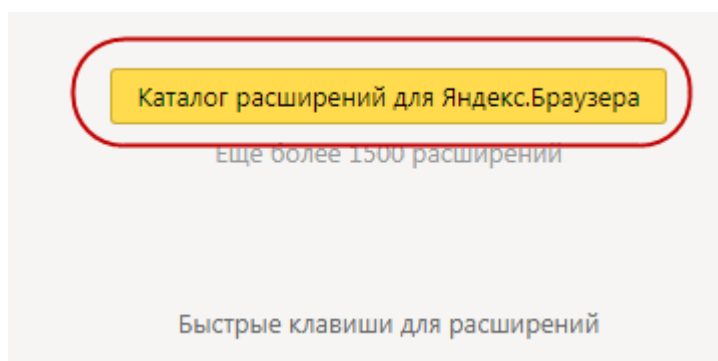 Каталог расширений для Яндекс.Браузера
Еще более 1500 расширений
Быстрые клавиши для расширений